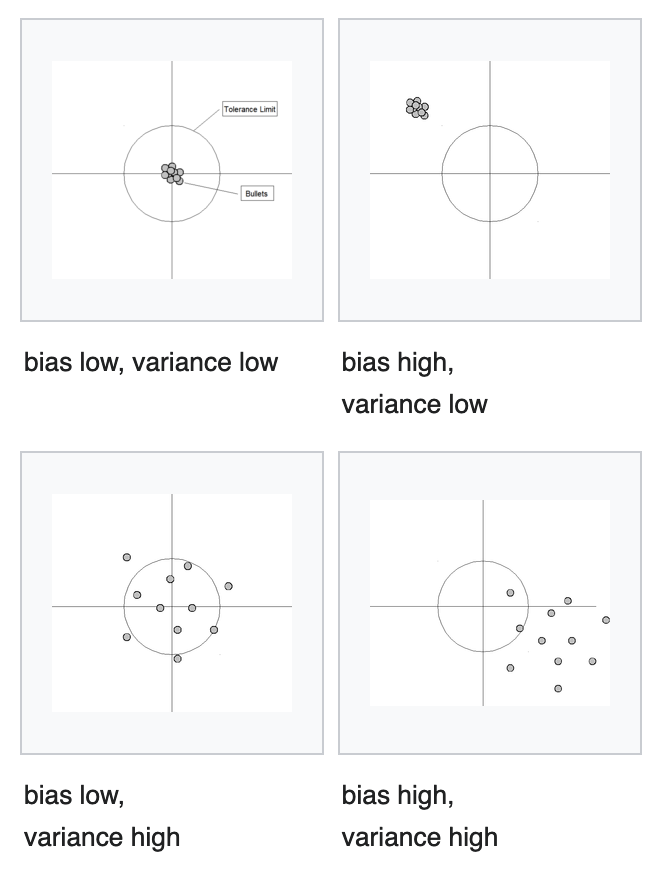 Tolerance Limit
Bullets
bias low, variance low
bias high,
variance low
bias low,
variance high
bias high,
variance high